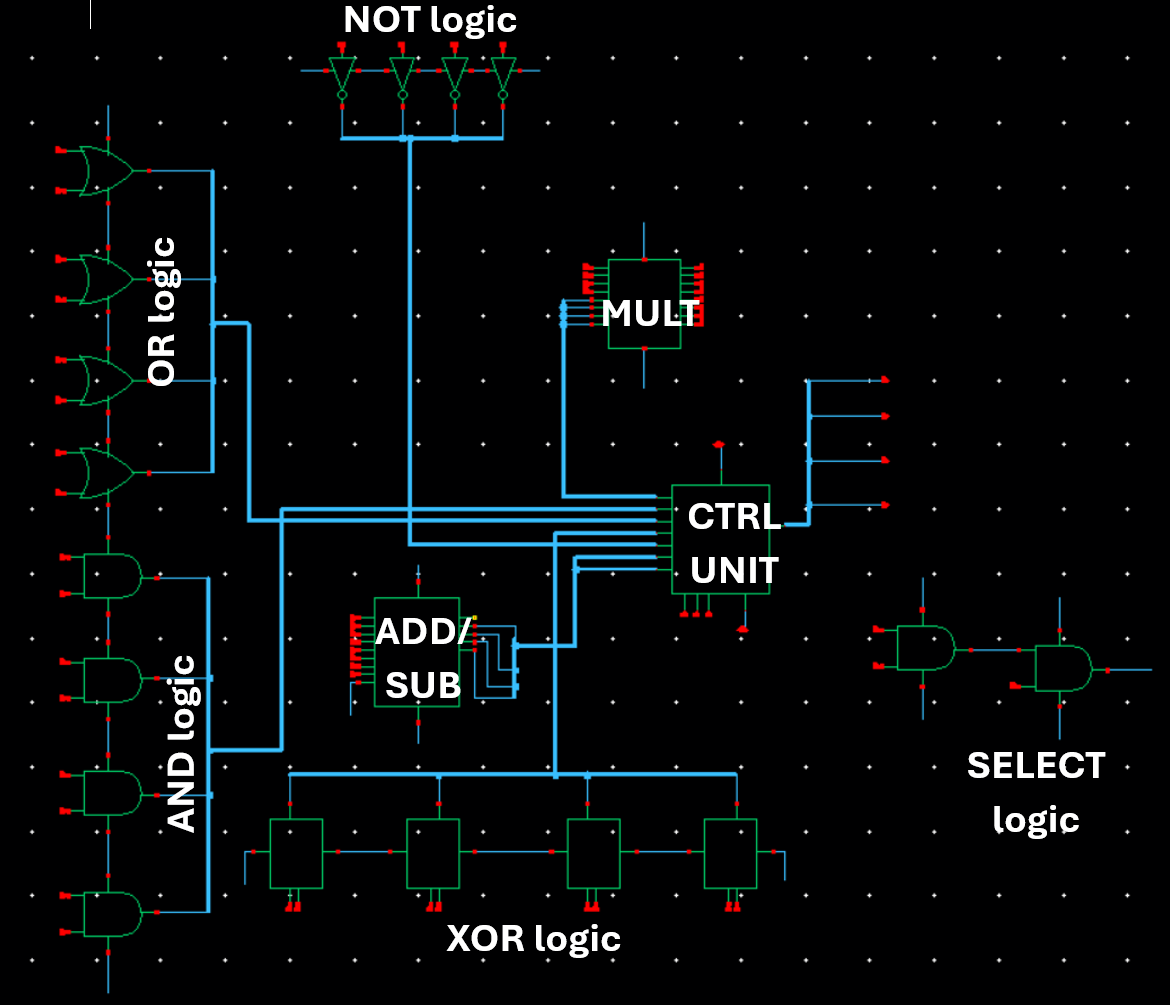 NOT logic
OR logic
MULT
CTRL
UNIT
ADD/
SUB
AND logic
SELECT
logic
XOR logic